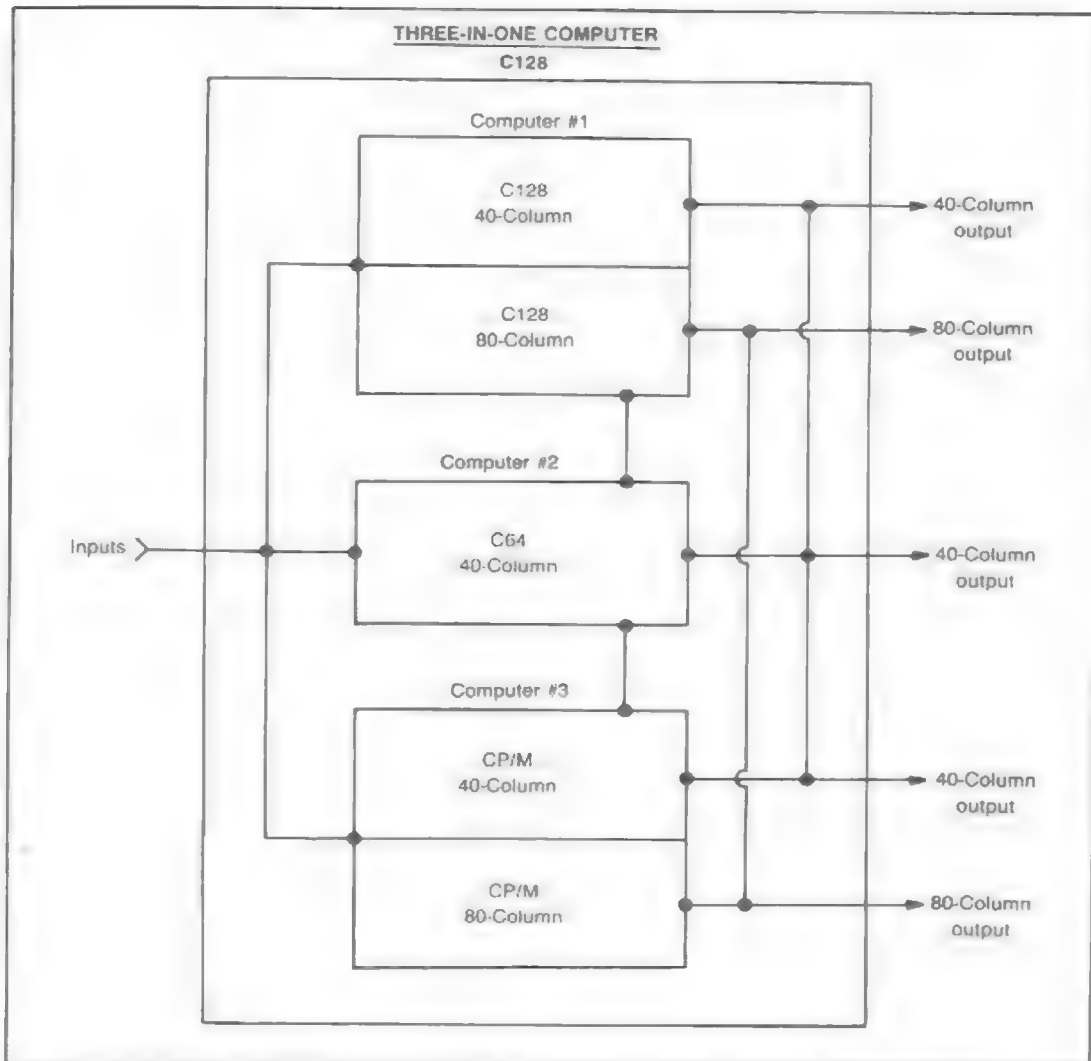 THREE-IN-ONE COMPUTER
C128
Computer #1
C128
40-Column
40-Column
output
C128
80-Column
80-Column
output
Computer #2
Inputs
C64
40-Column
40-Column
output
Computer #3
CP/M
40-Column
40-Column
output
CP/M
80-Column
80-Column
output